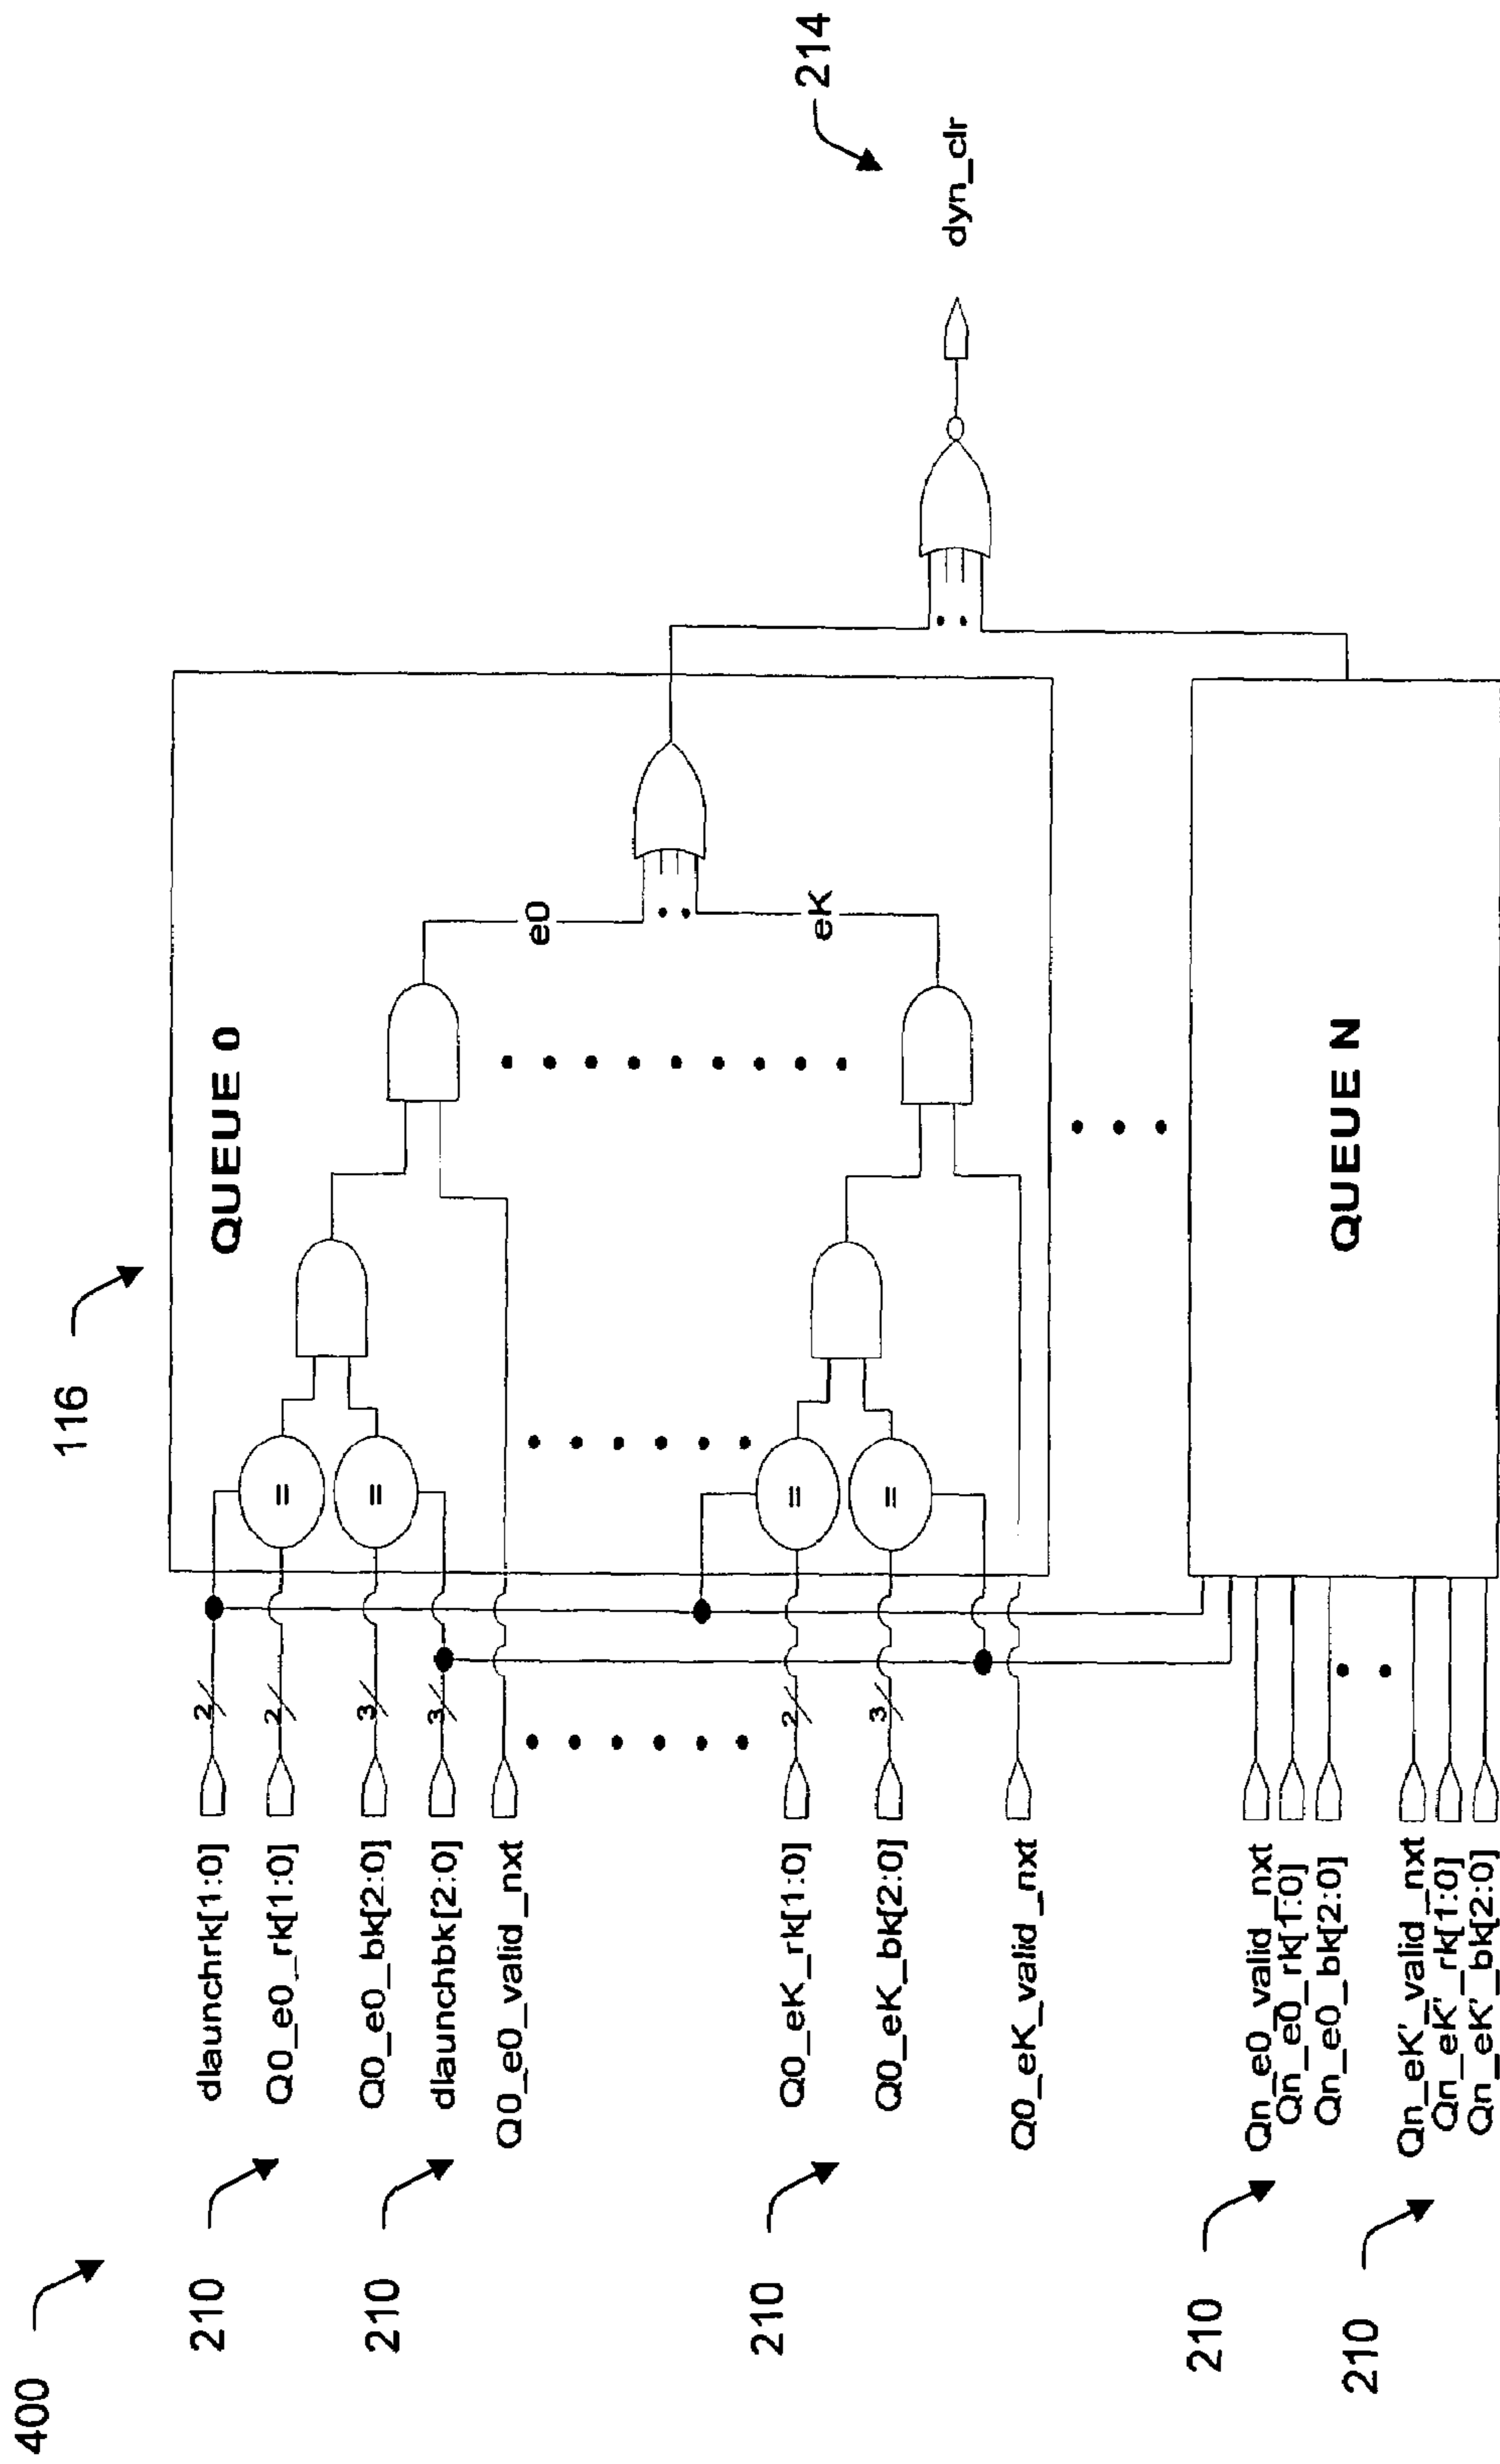 400
116
214
210
dlaunchrk[1:0]
2
Q0_e0_rk[1:0]
2
=
210
Q0_e0_bk[2:0]
3
=
dlaunchbk[2:0]
3
Q0_e0_valid_nxt
QUEUE 0
e0
210
Q0_eK_rk[1:0]
2
=
Q0_eK_bk[2:0]
3
=
Q0_eK_valid_nxt
eK
dyn_clr
210
Qn_e0_valid_nxt
Qn_e0_rk[1:0]
Qn_e0_bk[2:0]
QUEUE N
210
Qn_eK'_valid_nxt
Qn_eK'_rk[1:0]
Qn_eK'_bk[2:0]